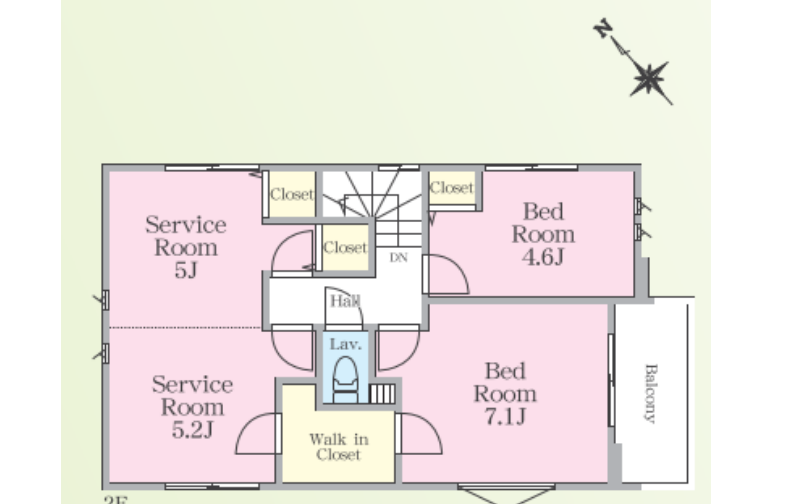 N
Closet
Closet
Service
Room
5J
Bed
Room
4.6J
Closet
DN
Hall
Lav.
Service
Room
5.2J
Bed
Room
7.1J
Balcony
Walk in
Closet